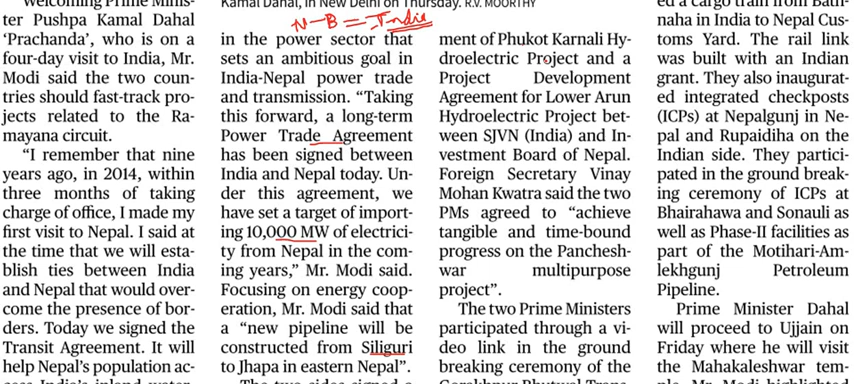 Welcoming Prime Minis-
ter Pushpa Kamal Dahal
‘Prachanda’, who is on a
four-day visit to India, Mr.
Modi said the two coun-
tries should fast-track pro-
jects related to the Ra-
mayana circuit.
“I remember that nine
years ago, in 2014, within
three months of taking
charge of office, I made my
first visit to Nepal. I said at
the time that we will esta-
blish ties between India
and Nepal that would over-
come the presence of bor-
ders. Today we signed the
Transit Agreement. It will
help Nepal’s population ac-
Kamal Dahal, in New Delhi on Thursday. R.V. MOORTHY
N-B = India
in the power sector that
sets an ambitious goal in
India-Nepal power trade
and transmission. “Taking
this forward, a long-term
Power Trade Agreement
has been signed between
India and Nepal today. Un-
der this agreement, we
have set a target of import-
ing 10,000 MW of electrici-
ty from Nepal in the com-
ing years,” Mr. Modi said.
Focusing on energy coop-
eration, Mr. Modi said that
a “new pipeline will be
constructed from Siliguri
to Jhapa in eastern Nepal”.
The two sides signed a
ment of Phukot Karnali Hy-
droelectric Project and a
Project Development
Agreement for Lower Arun
Hydroelectric Project bet-
ween SJVN (India) and In-
vestment Board of Nepal.
Foreign Secretary Vinay
Mohan Kwatra said the two
PMs agreed to “achieve
tangible and time-bound
progress on the Panchesh-
war multipurpose
project”.
The two Prime Ministers
participated through a vi-
deo link in the ground
breaking ceremony of the
ed a cargo train from Bath-
naha in India to Nepal Cus-
toms Yard. The rail link
was built with an Indian
grant. They also inaugurat-
ed integrated checkposts
(ICPs) at Nepalgunj in Ne-
pal and Rupaidiha on the
Indian side. They partici-
pated in the ground break-
ing ceremony of ICPs at
Bhairahawa and Sonauli as
well as Phase-II facilities as
part of the Motihari-Am-
lekhgunj Petroleum
Pipeline.
Prime Minister Dahal
will proceed to Ujjain on
Friday where he will visit
the Mahakaleshwar tem-